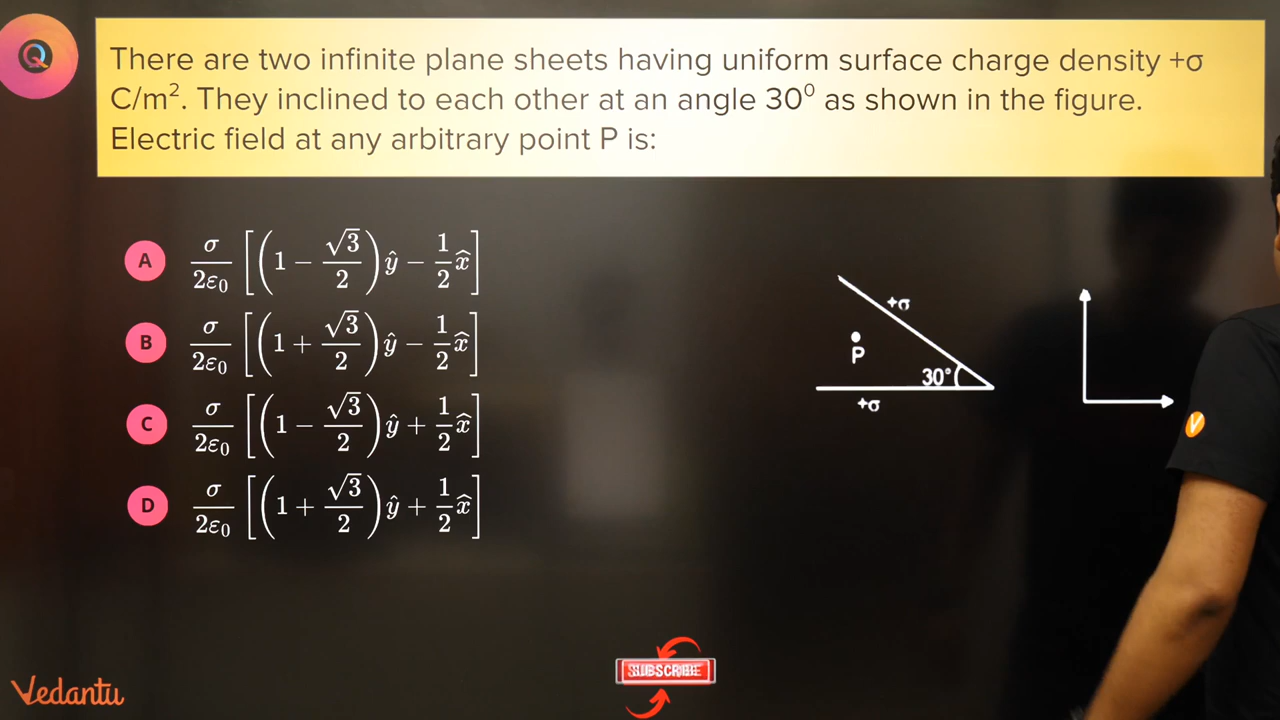 Q
There are two infinite plane sheets having uniform surface charge density +σ
C/m². They inclined to each other at an angle 30⁰ as shown in the figure.
Electric field at any arbitrary point P is:
A σ/2ε₀ [(1 − √3/2) ŷ − 1/2 x̂]
B σ/2ε₀ [(1 + √3/2) ŷ − 1/2 x̂]
C σ/2ε₀ [(1 − √3/2) ŷ + 1/2 x̂]
D σ/2ε₀ [(1 + √3/2) ŷ + 1/2 x̂]
+σ
P
30°
+σ
V
SUBSCRIBE
Vedantu